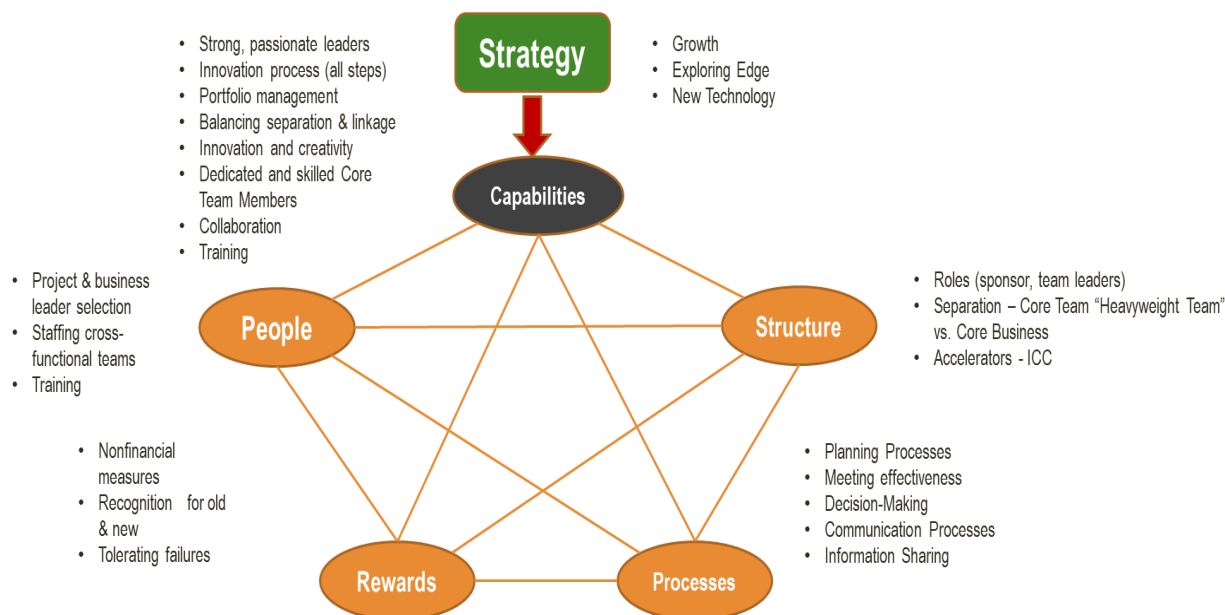 Strategy
• Strong, passionate leaders
• Innovation process (all steps)
• Portfolio management
• Balancing separation & linkage
• Innovation and creativity
• Dedicated and skilled Core
Team Members
• Collaboration
• Training
• Growth
• Exploring Edge
• New Technology
Capabilities
• Project & business
leader selection
• Staffing cross-
functional teams
• Training
People
Structure
• Roles (sponsor, team leaders)
• Separation – Core Team “Heavyweight Team”
vs. Core Business
• Accelerators - ICC
• Nonfinancial
measures
• Recognition for old
& new
• Tolerating failures
Rewards
Processes
• Planning Processes
• Meeting effectiveness
• Decision-Making
• Communication Processes
• Information Sharing